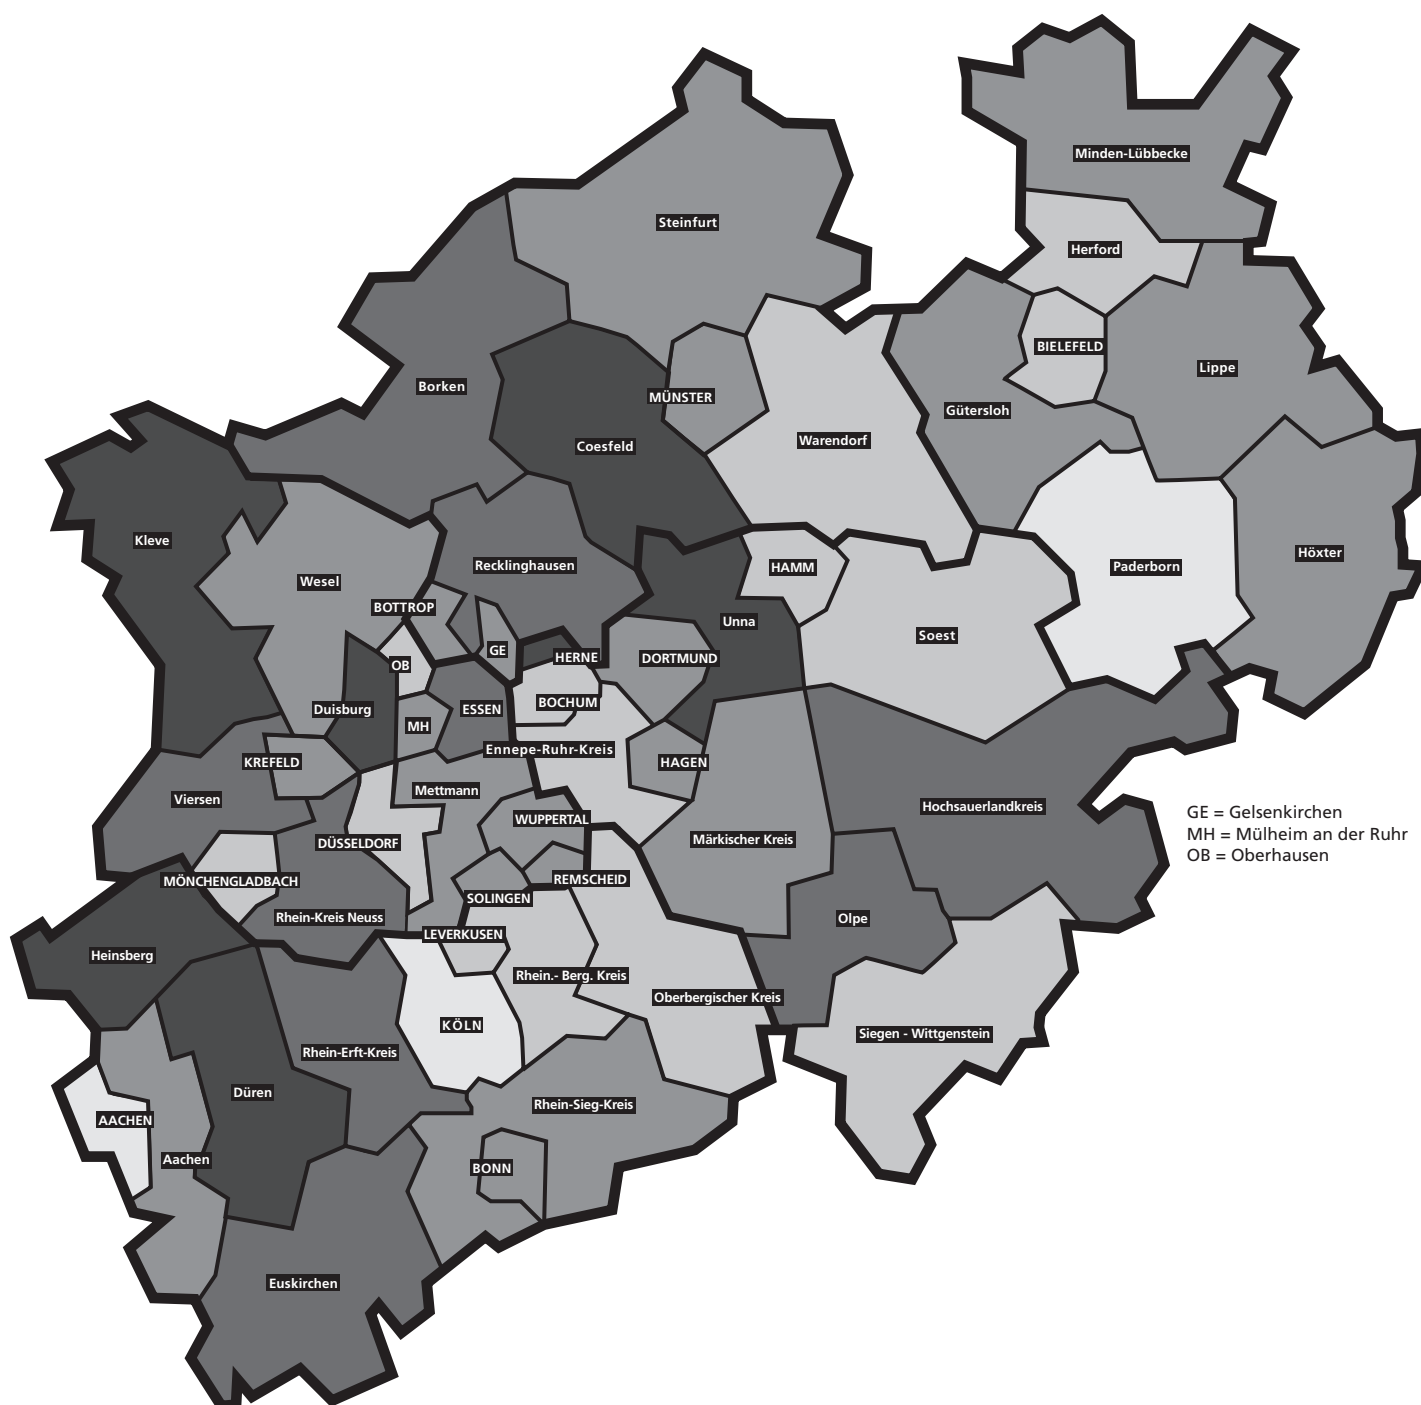 Minden-Lübbecke
Steinfurt
Herford
BIELEFELD
Lippe
Borken
MÜNSTER
Gütersloh
Warendorf
Coesfeld
Kleve
Höxter
Recklinghausen
HAMM
Paderborn
Wesel
BOTTROP
Unna
Soest
GE
HERNE
DORTMUND
OB
Duisburg
ESSEN
BOCHUM
MH
Ennepe-Ruhr-Kreis
KREFELD
HAGEN
Mettmann
Viersen
Hochsauerlandkreis
GE = Gelsenkirchen
MH = Mülheim an der Ruhr
OB = Oberhausen
WUPPERTAL
DÜSSELDORF
Märkischer Kreis
MÖNCHENGLADBACH
REMSCHEID
SOLINGEN
Rhein-Kreis Neuss
Olpe
LEVERKUSEN
Heinsberg
Rhein.- Berg. Kreis
Oberbergischer Kreis
KÖLN
Siegen - Wittgenstein
Rhein-Erft-Kreis
Düren
Rhein-Sieg-Kreis
AACHEN
Aachen
BONN
Euskirchen